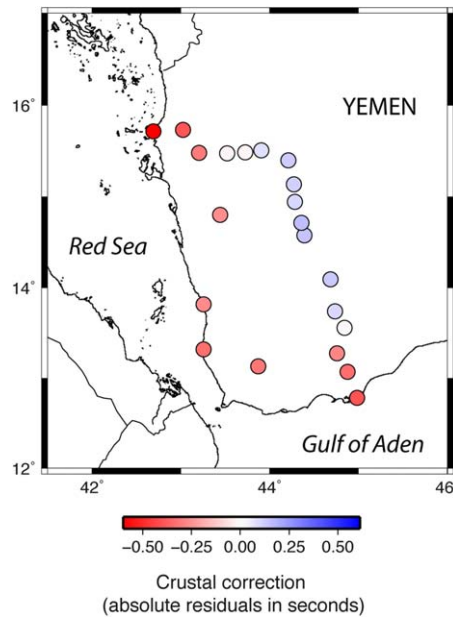 16˚
YEMEN
Red Sea
14˚
Gulf of Aden
12˚
42˚ 44˚ 46˚
−0.50 −0.25 0.00 0.25 0.50
Crustal correction
(absolute residuals in seconds)